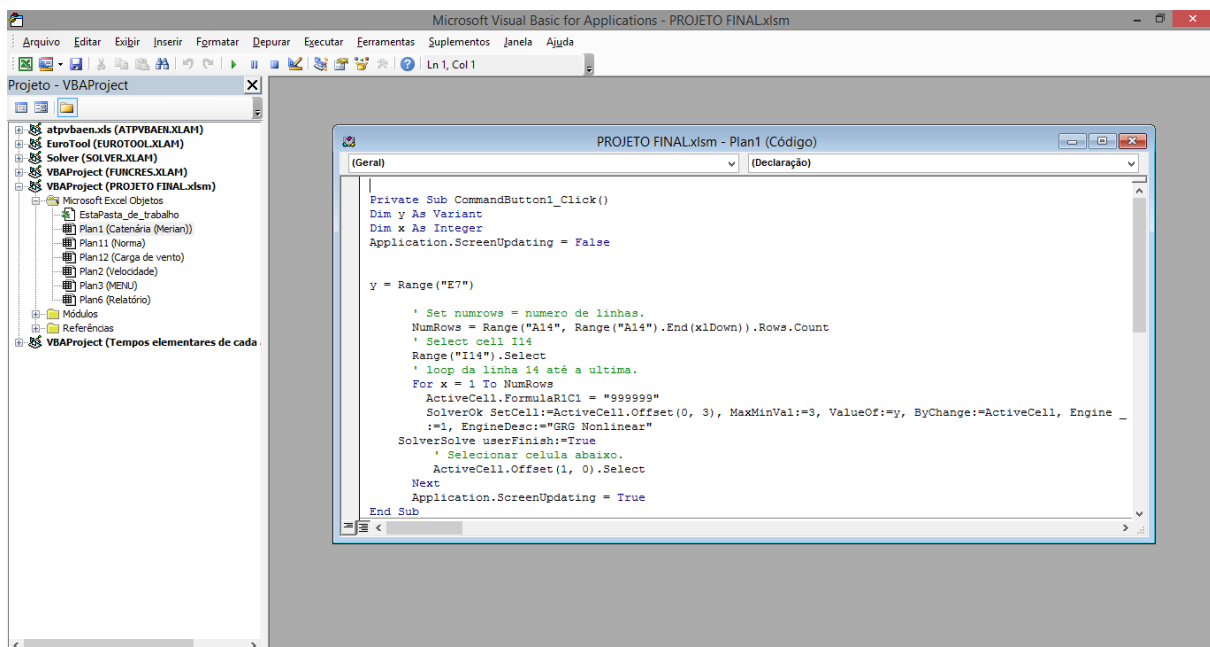 Microsoft Visual Basic for Applications - PROJETO FINAL.xlsm
Arquivo Editar Exibir Inserir Formatar Depurar Executar Ferramentas Suplementos Janela Ajuda
Ln 1, Col 1
Projeto - VBAProject
atpvbaen.xls (ATPVBAEN.XLAM)
EuroTool (EUROTOOL.XLAM)
Solver (SOLVER.XLAM)
VBAProject (FUNCRES.XLAM)
VBAProject (PROJETO FINAL.xlsm)
Microsoft Excel Objetos
EstaPasta_de_trabalho
Plan1 (Catenária (Merian))
Plan11 (Norma)
Plan12 (Carga de vento)
Plan2 (Velocidade)
Plan3 (MENU)
Plan6 (Relatório)
Módulos
Referências
VBAProject (Tempos elementares de cada
PROJETO FINAL.xlsm - Plan1 (Código)
(Geral)
(Declaração)
Private Sub CommandButton1_Click()
Dim y As Variant
Dim x As Integer
Application.ScreenUpdating = False
y = Range("E7")
' Set numrows = numero de linhas.
NumRows = Range("A14", Range("A14").End(xlDown)).Rows.Count
' Select cell I14
Range("I14").Select
' loop da linha 14 até a ultima.
For x = 1 To NumRows
ActiveCell.FormulaR1C1 = "999999"
SolverOk SetCell:=ActiveCell.Offset(0, 3), MaxMinVal:=3, ValueOf:=y, ByChange:=ActiveCell, Engine _
:=1, EngineDesc:="GRG Nonlinear"
SolverSolve userFinish:=True
' Selecionar celula abaixo.
ActiveCell.Offset(1, 0).Select
Next
Application.ScreenUpdating = True
End Sub